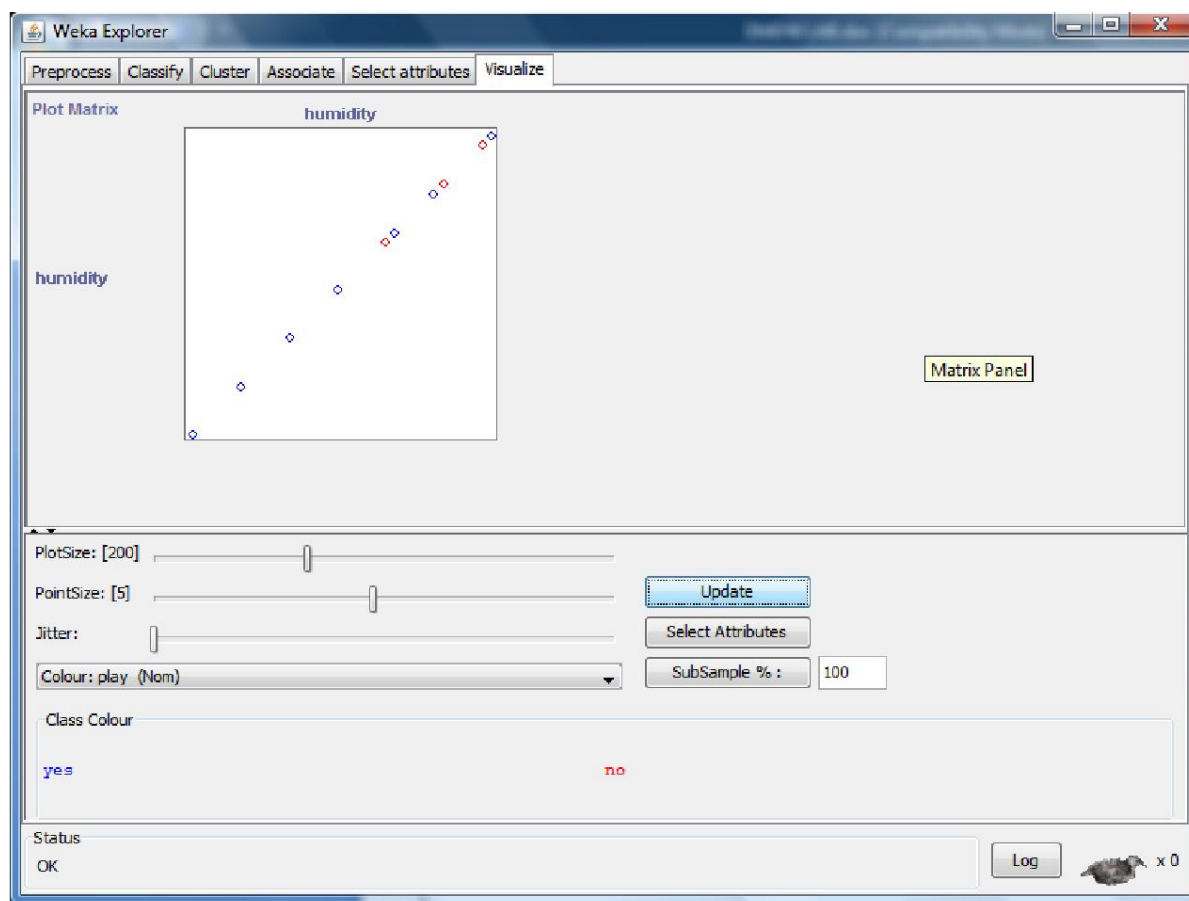 Weka Explorer
Preprocess Classify Cluster Associate Select attributes Visualize
Plot Matrix
humidity
humidity
Matrix Panel
PlotSize: [200]
PointSize: [5]
Update
Jitter:
Select Attributes
Colour: play (Nom)
SubSample % : 100
Class Colour
yes no
Status
OK
Log x 0